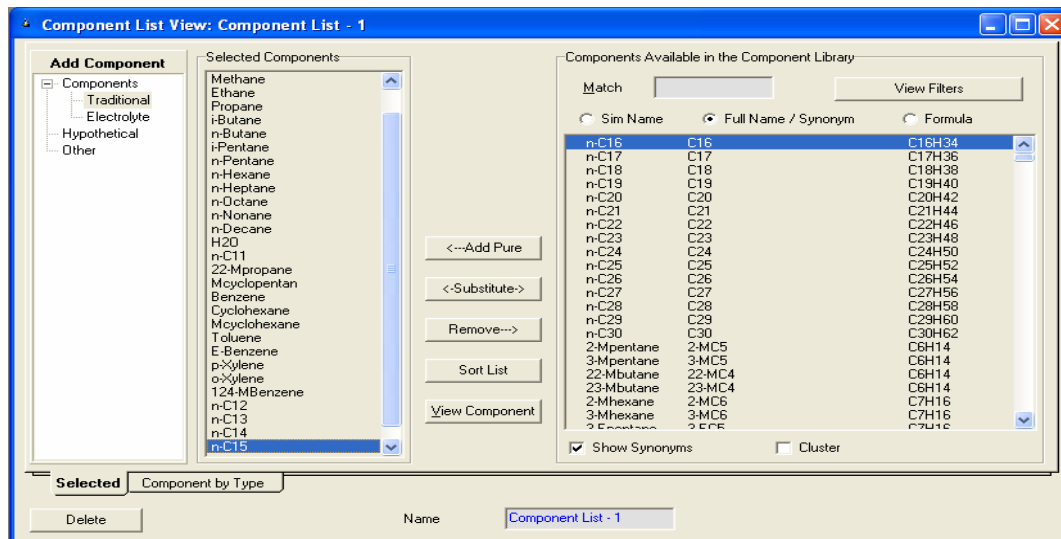 Component List View: Component List - 1
Add Component
Components
Traditional
Electrolyte
Hypothetical
Other
Selected Components
Methane
Ethane
Propane
i-Butane
n-Butane
i-Pentane
n-Pentane
n-Hexane
n-Heptane
n-Octane
n-Nonane
n-Decane
H2O
n-C11
22-Mpropane
Mcyclopentan
Benzene
Cyclohexane
Mcyclohexane
Toluene
E-Benzene
p-Xylene
o-Xylene
124-MBenzene
n-C12
n-C13
n-C14
n-C15
<---Add Pure
<-Substitute->
Remove--->
Sort List
View Component
Components Available in the Component Library
Match
View Filters
Sim Name Full Name / Synonym Formula
n-C16 C16 C16H34
n-C17 C17 C17H36
n-C18 C18 C18H38
n-C19 C19 C19H40
n-C20 C20 C20H42
n-C21 C21 C21H44
n-C22 C22 C22H46
n-C23 C23 C23H48
n-C24 C24 C24H50
n-C25 C25 C25H52
n-C26 C26 C26H54
n-C27 C27 C27H56
n-C28 C28 C28H58
n-C29 C29 C29H60
n-C30 C30 C30H62
2-Mpentane 2-MC5 C6H14
3-Mpentane 3-MC5 C6H14
22-Mbutane 22-MC4 C6H14
23-Mbutane 23-MC4 C6H14
2-Mhexane 2-MC6 C7H16
3-Mhexane 3-MC6 C7H16
3-Epentane 3-EC5 C7H16
Show Synonyms Cluster
Selected Component by Type
Delete
Name Component List - 1